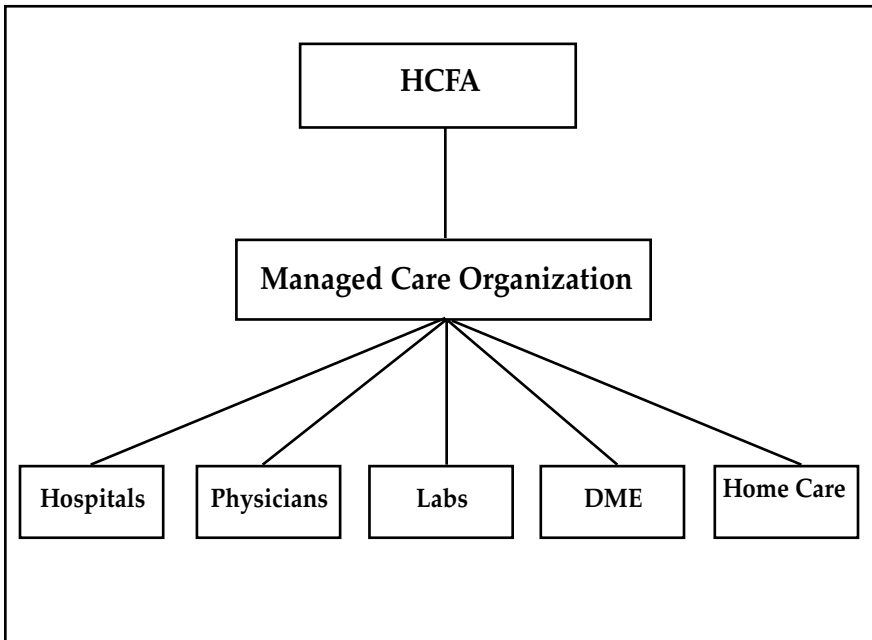 HCFA
Managed Care Organization
Hospitals
Physicians
Labs
DME
Home Care